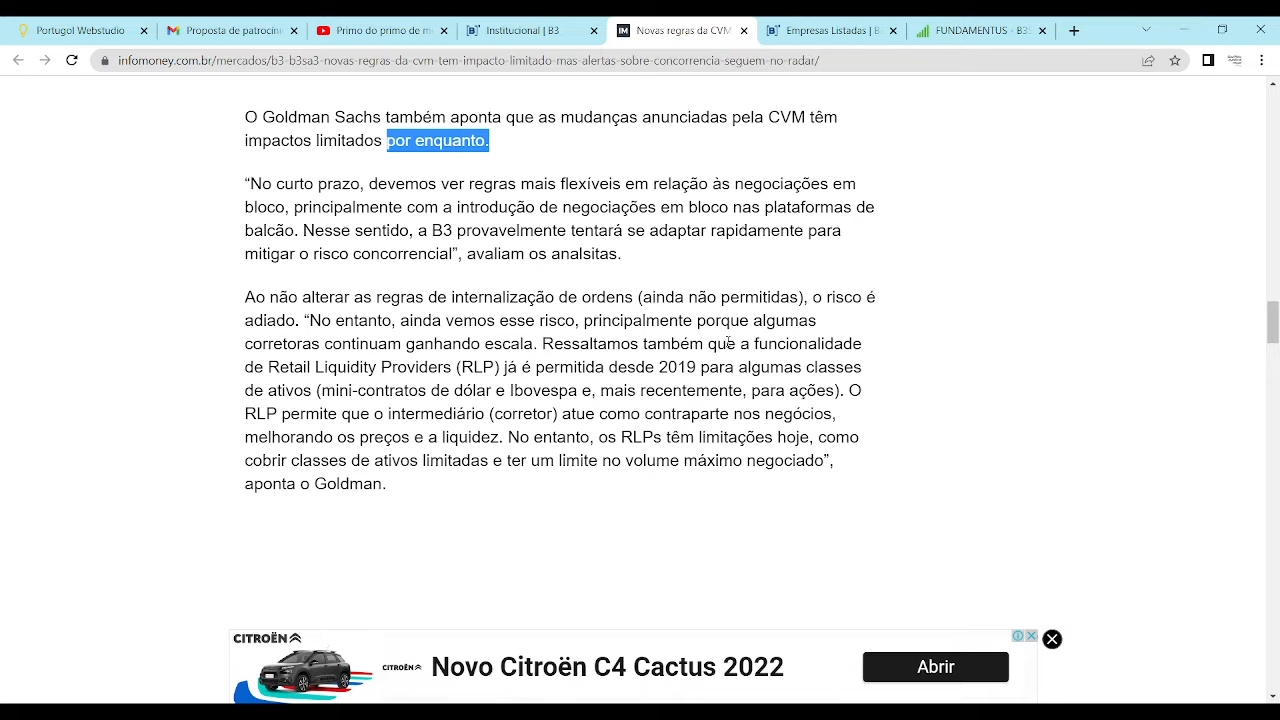 Portugol Webstudio
Proposta de patrocín
Primo do primo de m
Institucional | B3
Novas regras da CVM
Empresas Listadas | B
FUNDAMENTUS - B3S
infomoney.com.br/mercados/b3-b3sa3-novas-regras-da-cvm-tem-impacto-limitado-mas-alertas-sobre-concorrencia-seguem-no-radar/
O Goldman Sachs também aponta que as mudanças anunciadas pela CVM têm
impactos limitados por enquanto.
“No curto prazo, devemos ver regras mais flexíveis em relação às negociações em
bloco, principalmente com a introdução de negociações em bloco nas plataformas de
balcão. Nesse sentido, a B3 provavelmente tentará se adaptar rapidamente para
mitigar o risco concorrencial”, avaliam os analsitas.
Ao não alterar as regras de internalização de ordens (ainda não permitidas), o risco é
adiado. “No entanto, ainda vemos esse risco, principalmente porque algumas
corretoras continuam ganhando escala. Ressaltamos também que a funcionalidade
de Retail Liquidity Providers (RLP) já é permitida desde 2019 para algumas classes
de ativos (mini-contratos de dólar e Ibovespa e, mais recentemente, para ações). O
RLP permite que o intermediário (corretor) atue como contraparte nos negócios,
melhorando os preços e a liquidez. No entanto, os RLPs têm limitações hoje, como
cobrir classes de ativos limitadas e ter um limite no volume máximo negociado”,
aponta o Goldman.
CITROËN
CITROËN
Novo Citroën C4 Cactus 2022
Abrir